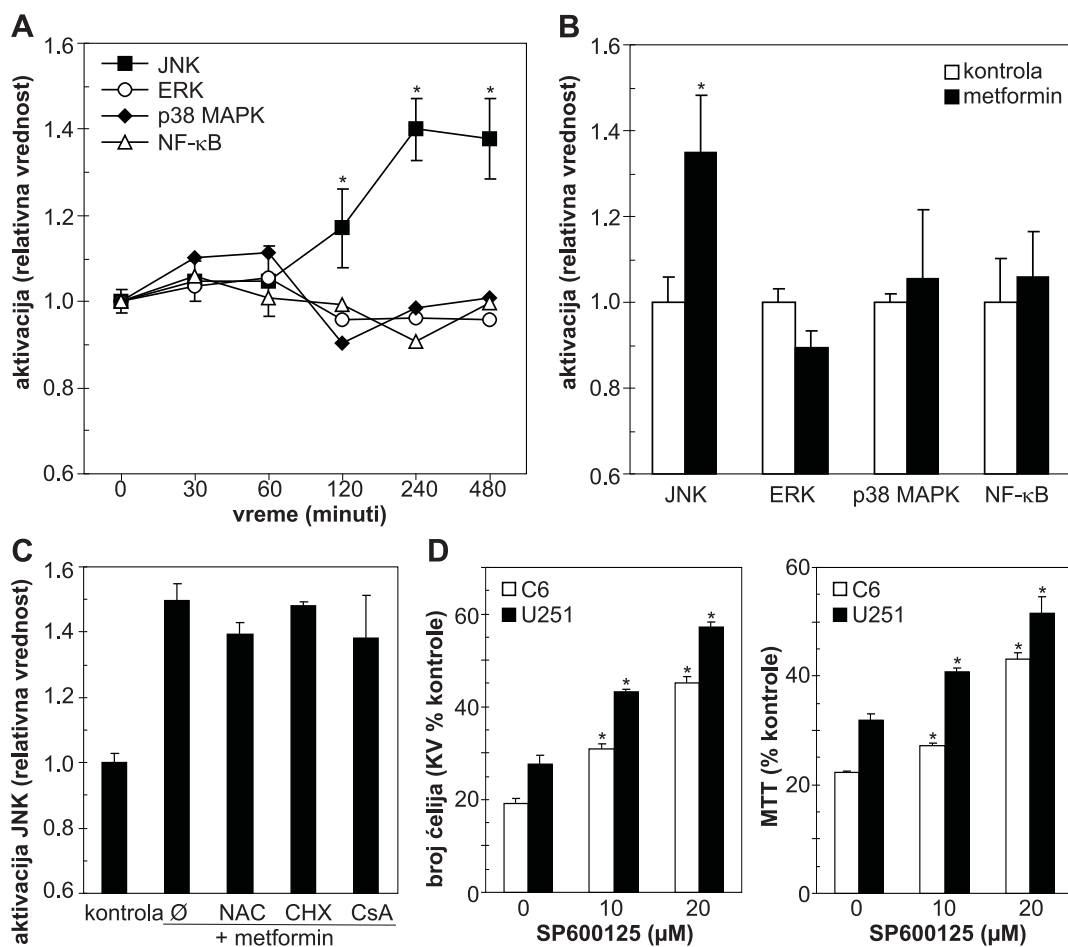 A
aktivacija (relativna vrednost)
1.6
1.4
1.2
1.0
0.8
0.6
JNK
ERK
p38 MAPK
NF-κB
*
*
*
0 30 60 120 240 480
vreme (minuti)
B
aktivacija (relativna vrednost)
1.6
1.4
1.2
1.0
0.8
0.6
kontrola
metformin
*
JNK ERK p38 MAPK NF-κB
C
aktivacija JNK (relativna vrednost)
1.6
1.4
1.2
1.0
0.8
0.6
kontrola Ø NAC CHX CsA
+ metformin
D
broj ćelija (KV % kontrole)
60
40
20
0
C6
U251
*
*
*
*
0 10 20
SP600125 (µM)
MTT (% kontrole)
60
40
20
0
C6
U251
*
*
*
*
0 10 20
SP600125 (µM)